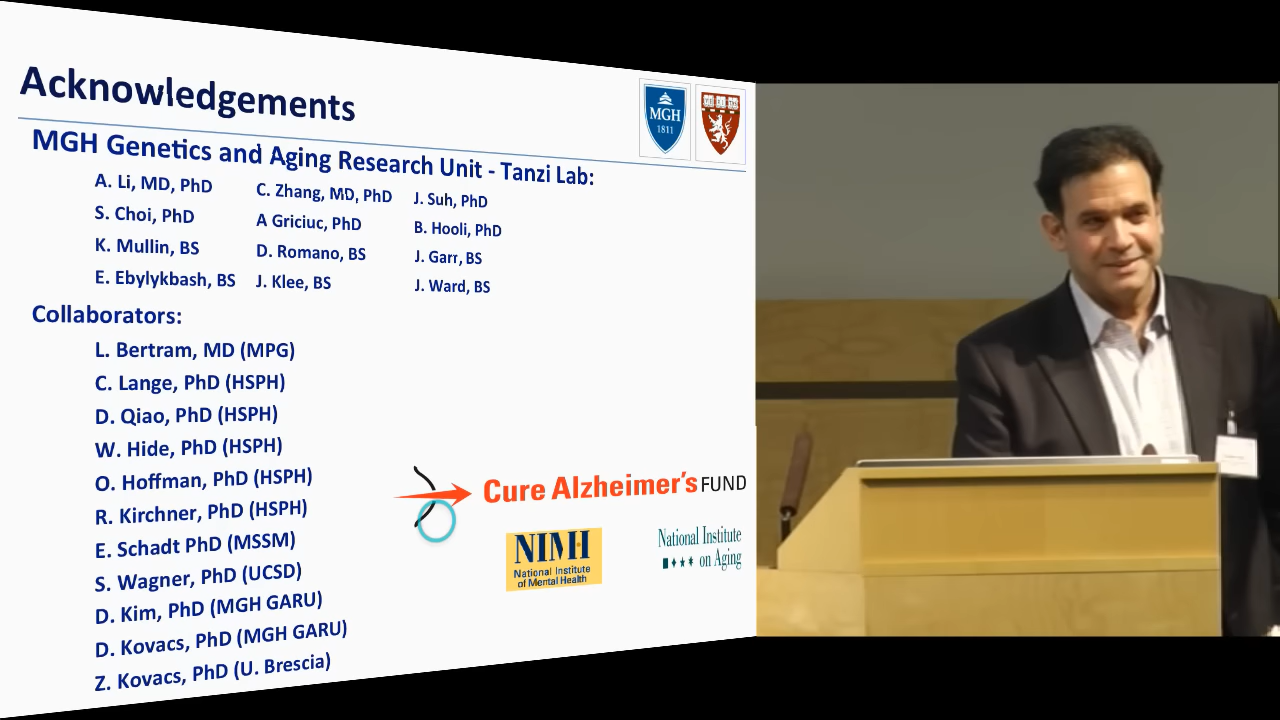 Acknowledgements
MGH
1811
MGH Genetics and Aging Research Unit - Tanzi Lab:
A. Li, MD, PhD C. Zhang, MD, PhD J. Suh, PhD
S. Choi, PhD A Griciuc, PhD B. Hooli, PhD
K. Mullin, BS D. Romano, BS J. Garr, BS
E. Ebylykbash, BS J. Klee, BS J. Ward, BS
Collaborators:
L. Bertram, MD (MPG)
C. Lange, PhD (HSPH)
D. Qiao, PhD (HSPH)
W. Hide, PhD (HSPH)
O. Hoffman, PhD (HSPH)
R. Kirchner, PhD (HSPH)
E. Schadt PhD (MSSM)
S. Wagner, PhD (UCSD)
D. Kim, PhD (MGH GARU)
D. Kovacs, PhD (MGH GARU)
Z. Kovacs, PhD (U. Brescia)
Cure Alzheimer's FUND
NIMH
National Institute
of Mental Health
National Institute
on Aging